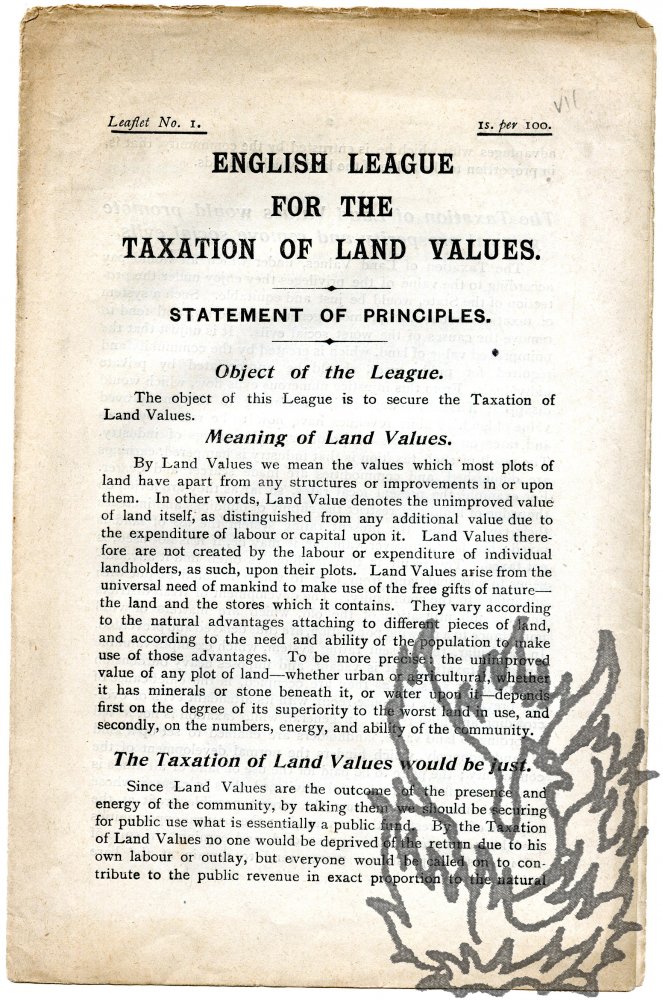 VII
Leaflet No. 1.
1s. per 100.
ENGLISH LEAGUE
FOR THE
TAXATION OF LAND VALUES.
STATEMENT OF PRINCIPLES.
Object of the League.
The object of this League is to secure the Taxation of
Land Values.
Meaning of Land Values.
By Land Values we mean the values which most plots of
land have apart from any structures or improvements in or upon
them. In other words, Land Value denotes the unimproved value
of land itself, as distinguished from any additional value due to
the expenditure of labour or capital upon it. Land Values there-
fore are not created by the labour or expenditure of individual
landholders, as such, upon their plots. Land Values arise from the
universal need of mankind to make use of the free gifts of nature—
the land and the stores which it contains. They vary according
to the natural advantages attaching to different pieces of land,
and according to the need and ability of the population to make
use of those advantages. To be more precise: the unimproved
value of any plot of land—whether urban or agricultural, whether
it has minerals or stone beneath it, or water upon it—depends
first on the degree of its superiority to the worst land in use, and
secondly, on the numbers, energy, and ability of the community.
The Taxation of Land Values would be just.
Since Land Values are the outcome of the presence and
energy of the community, by taking them we should be securing
for public use what is essentially a public fund. By the Taxation
of Land Values no one would be deprived of the return due to his
own labour or outlay, but everyone would be called on to con-
tribute to the public revenue in exact proportion to the natural